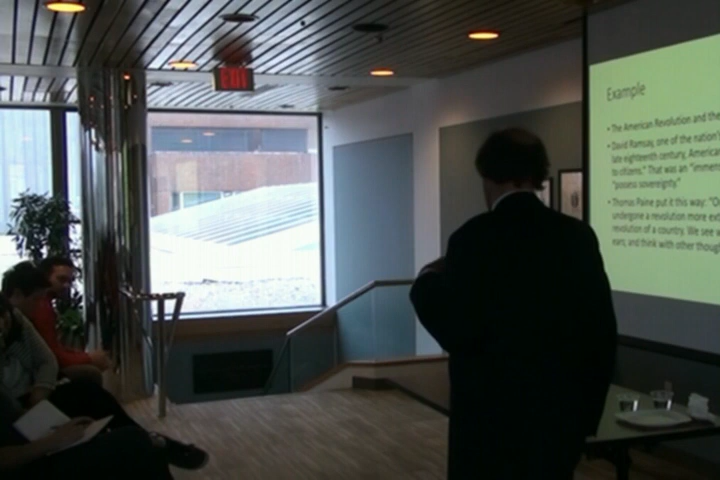 EXIT
Example
• The American Revolution and the
• David Ramsay, one of the nation
late eighteenth century, American
to citizens." That was an "immen
"possess sovereignty."
• Thomas Paine put it this way: "O
undergone a revolution more ex
revolution of a country. We see w
ears; and think with other thoug